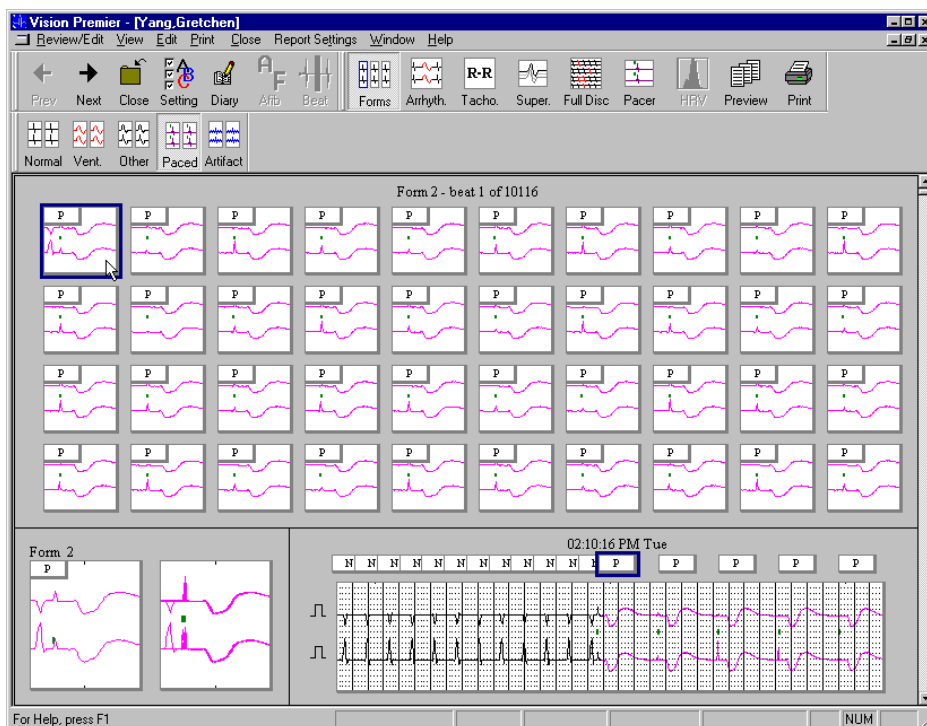 Vision Premier - [Yang,Gretchen]
Review/Edit View Edit Print Close Report Settings Window Help
Prev Next Close Setting Diary Afib Beat Forms Arrhyth. Tacho. Super. Full Disc Pacer HRV Preview Print
A B C A F R-R
Normal Vent. Other Paced Artifact
Form 2 - beat 1 of 10116
P P P P P P P P P P
P P P P P P P P P P
P P P P P P P P P P
P P P P P P P P P P
Form 2
P
02:10:16 PM Tue
N N N N N N N N N N N N P P P P P
For Help, press F1
NUM